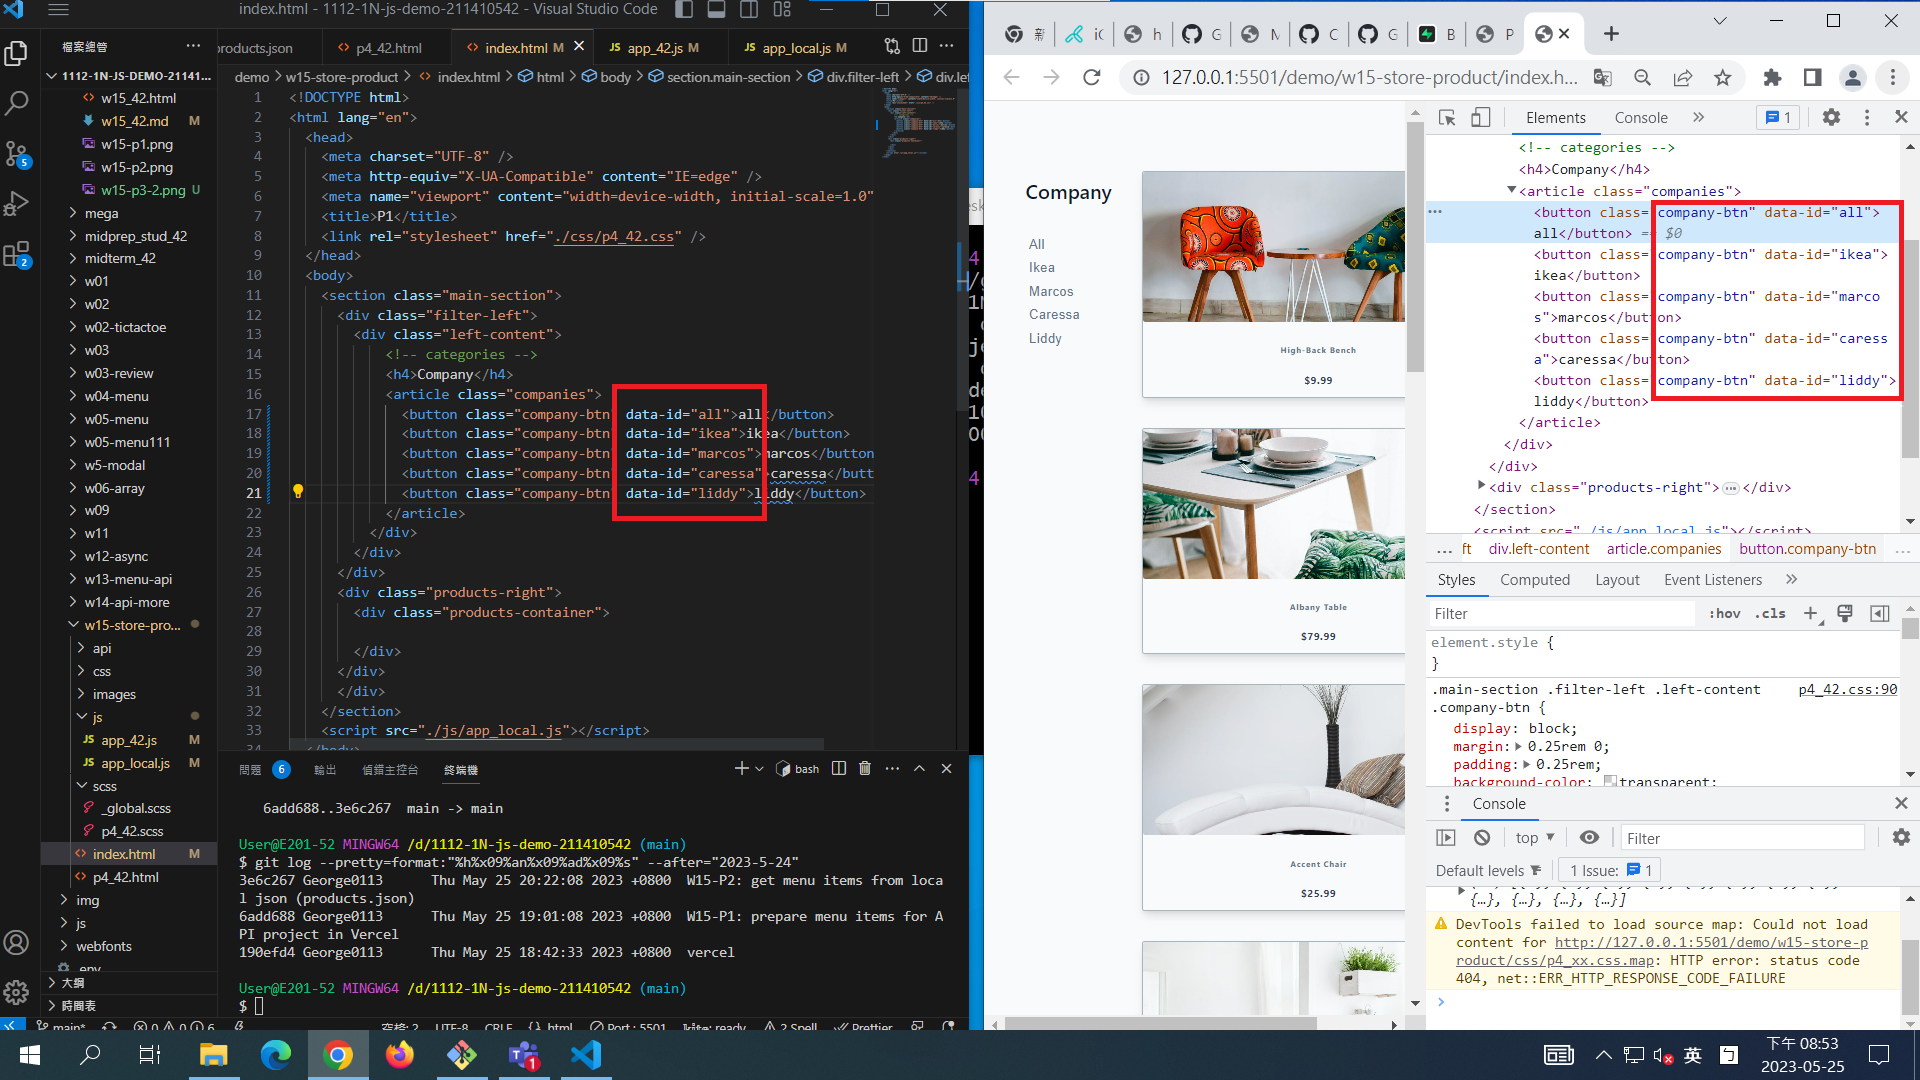 index.html - 1112-1N-js-demo-211410542 - Visual Studio Code
檔案總管
products.json
p4_42.html
index.html M
app_42.js M
app_local.js M
1112-1N-JS-DEMO-21141...
demo > w15-store-product > index.html > html > body > section.main-section > div.filter-left > div.le
w15_42.html
w15_42.md M
w15-p1.png
w15-p2.png
w15-p3-2.png U
mega
midprep_stud_42
midterm_42
w01
w02
w02-tictactoe
w03
w03-review
w04-menu
w05-menu
w05-menu111
w5-modal
w06-array
w09
w11
w12-async
w13-menu-api
w14-api-more
w15-store-pro...
api
css
images
js
app_42.js M
app_local.js M
scss
_global.scss
p4_42.scss
index.html M
p4_42.html
img
js
webfonts
.env
大綱
時間表
5
2
1 <!DOCTYPE html>
2 <html lang="en">
3 <head>
4 <meta charset="UTF-8" />
5 <meta http-equiv="X-UA-Compatible" content="IE=edge" />
6 <meta name="viewport" content="width=device-width, initial-scale=1.0"
7 <title>P1</title>
8 <link rel="stylesheet" href="./css/p4_42.css" />
9 </head>
10 <body>
11 <section class="main-section">
12 <div class="filter-left">
13 <div class="left-content">
14 <!-- categories -->
15 <h4>Company</h4>
16 <article class="companies">
17 <button class="company-btn" data-id="all">all</button>
18 <button class="company-btn" data-id="ikea">ikea</button>
19 <button class="company-btn" data-id="marcos">marcos</button
20 <button class="company-btn" data-id="caressa">caressa</butt
21 <button class="company-btn" data-id="liddy">liddy</button>
22 </article>
23 </div>
24 </div>
25 </div>
26 <div class="products-right">
27 <div class="products-container">
28
29 </div>
30 </div>
31 </div>
32 </section>
33 <script src="./js/app_local.js"></script>
34 </body>
問題 6 輸出 偵錯主控台 終端機
bash
6add688..3e6c267 main -> main
User@E201-52 MINGW64 /d/1112-1N-js-demo-211410542 (main)
$ git log --pretty=format:"%h%x09%an%x09%ad%x09%s" --after="2023-5-24"
3e6c267 George0113 Thu May 25 20:22:08 2023 +0800 W15-P2: get menu items from loca
l json (products.json)
6add688 George0113 Thu May 25 19:01:08 2023 +0800 W15-P1: prepare menu items for A
PI project in Vercel
190efd4 George0113 Thu May 25 18:42:33 2023 +0800 vercel
User@E201-52 MINGW64 /d/1112-1N-js-demo-211410542 (main)
$
main* 0 0 6 空格: 2 UTF-8 CRLF html Port : 5501 ready 2 Spell Prettier
127.0.0.1:5501/demo/w15-store-product/index.h...
Company
All
Ikea
Marcos
Caressa
Liddy
High-Back Bench
$9.99
Albany Table
$79.99
Accent Chair
$25.99
Elements Console 1
<!-- categories -->
<h4>Company</h4>
<article class="companies">
<button class="company-btn" data-id="all">
all</button> == $0
<button class="company-btn" data-id="ikea">
ikea</button>
<button class="company-btn" data-id="marco
s">marcos</button>
<button class="company-btn" data-id="caress
a">caressa</button>
<button class="company-btn" data-id="liddy">
liddy</button>
</article>
</div>
</div>
<div class="products-right">…</div>
</section>
<script src="./js/app_local.js"></script>
... ft div.left-content article.companies button.company-btn ...
Styles Computed Layout Event Listeners
Filter :hov .cls
element.style {
}
.main-section .filter-left .left-content p4_42.css:90
.company-btn {
display: block;
margin: 0.25rem 0;
padding: 0.25rem;
background-color: transparent;
Console
top Filter
Default levels 1 Issue: 1
{…}, {…}, {…}, {…}]
DevTools failed to load source map: Could not load
content for http://127.0.0.1:5501/demo/w15-store-p
roduct/css/p4_xx.css.map: HTTP error: status code
404, net::ERR_HTTP_RESPONSE_CODE_FAILURE
1
英
下午 08:53
2023-05-25